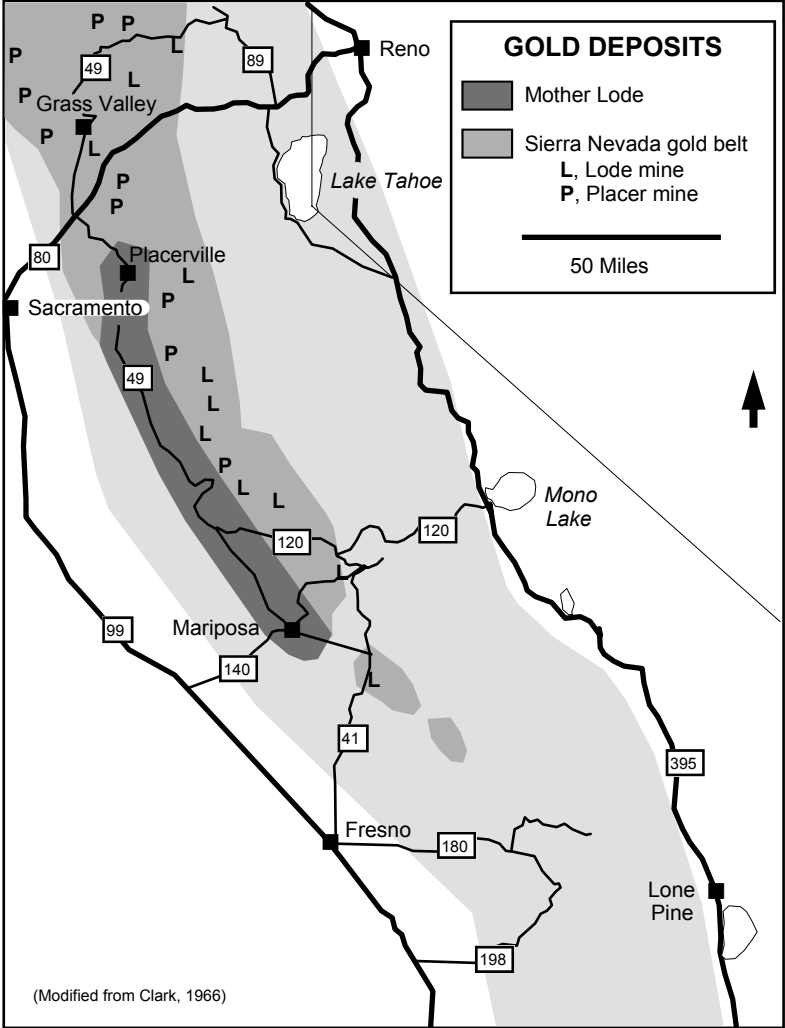 GOLD DEPOSITS
Mother Lode
Sierra Nevada gold belt
L, Lode mine
P, Placer mine
50 Miles
P
P
L
49
89
Reno
P
L
P
Grass Valley
P
L
Lake Tahoe
P
P
80
Placerville
L
P
Sacramento
P
49
L
L
L
P
L
L
Mono
Lake
120
120
L
99
Mariposa
140
L
41
395
Fresno
180
Lone
Pine
198
(Modified from Clark, 1966)